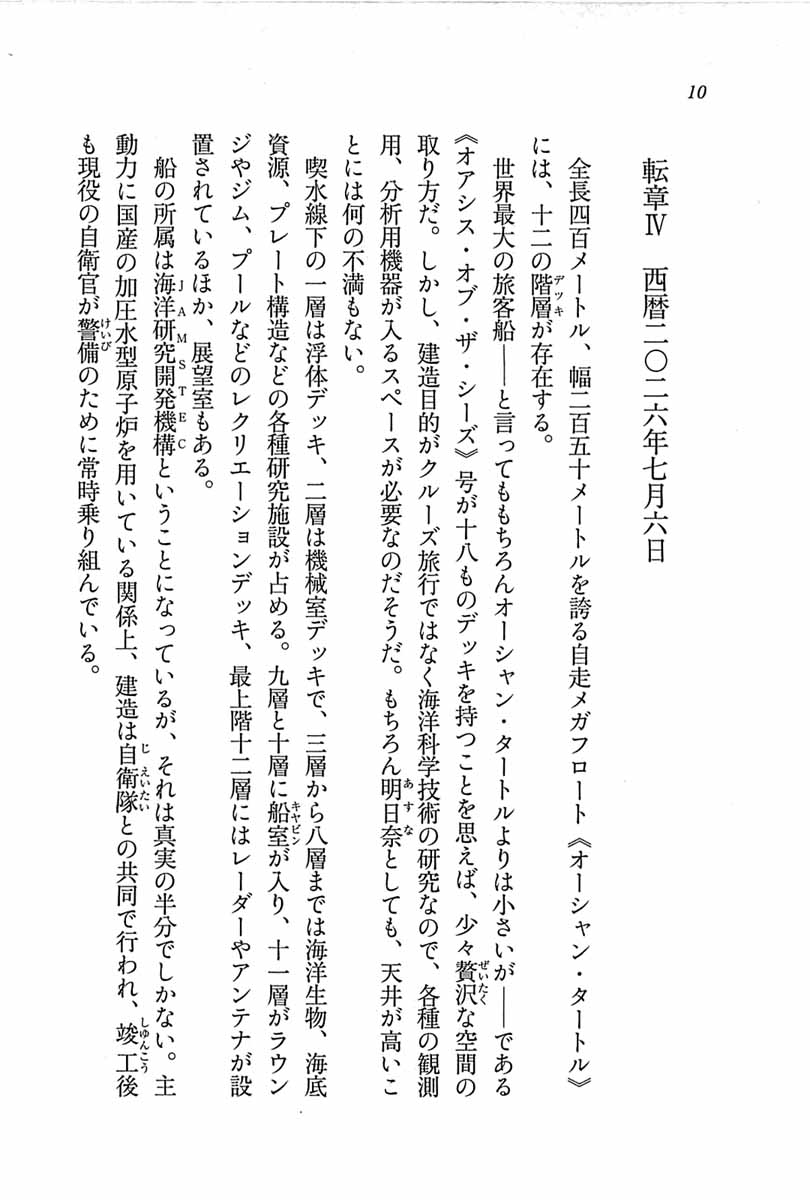 10
転章Ⅳ　西暦二〇二六年七月六日
全長四百メートル、幅二百五十メートルを誇る自走メガフロート《オーシャン・タートル》
には、十二の階層が存在する。
デッキ
世界最大の旅客船――と言ってももちろんオーシャン・タートルよりは小さいが――である
《オアシス・オブ・ザ・シーズ》号が十八ものデッキを持つことを思えば、少々贅沢な空間の
ぜいたく
取り方だ。しかし、建造目的がクルーズ旅行ではなく海洋科学技術の研究なので、各種の観測
用、分析用機器が入るスペースが必要なのだそうだ。もちろん明日奈としても、天井が高いこ
あすな
とには何の不満もない。
喫水線下の一層は浮体デッキ、二層は機械室デッキで、三層から八層までは海洋生物、海底
資源、プレート構造などの各種研究施設が占める。九層と十層に船室が入り、十一層がラウン
キャビン
ジやジム、プールなどのレクリエーションデッキ、最上階十二層にはレーダーやアンテナが設
置されているほか、展望室もある。
船の所属は海洋研究開発機構ということになっているが、それは真実の半分でしかない。主
JAMSTEC
動力に国産の加圧水型原子炉を用いている関係上、建造は自衛隊との共同で行われ、竣工後
じえいたい
しゅんこう
も現役の自衛官が警備のために常時乗り組んでいる。
けいび